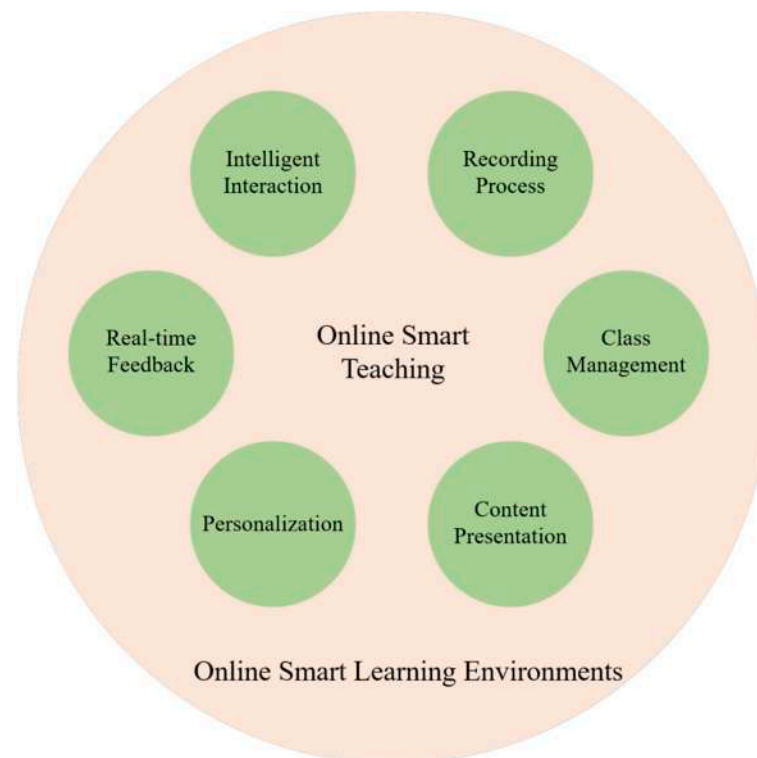 Intelligent
Interaction
Recording
Process
Real-time
Feedback
Online Smart
Teaching
Class
Management
Personalization
Content
Presentation
Online Smart Learning Environments